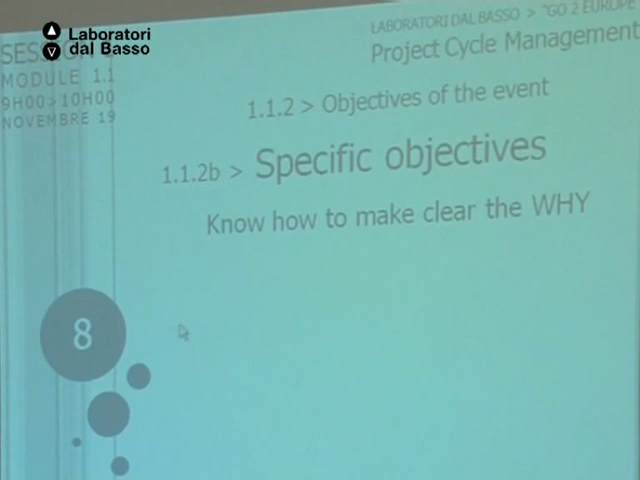 Laboratori
dal Basso
MODULE 1.1
9H00>10H00
NOVEMBRE 19
LABORATORI DAL BASSO > "GO 2 EUROPE
Project Cycle Management
1.1.2 > Objectives of the event
1.1.2b > Specific objectives
Know how to make clear the WHY
8